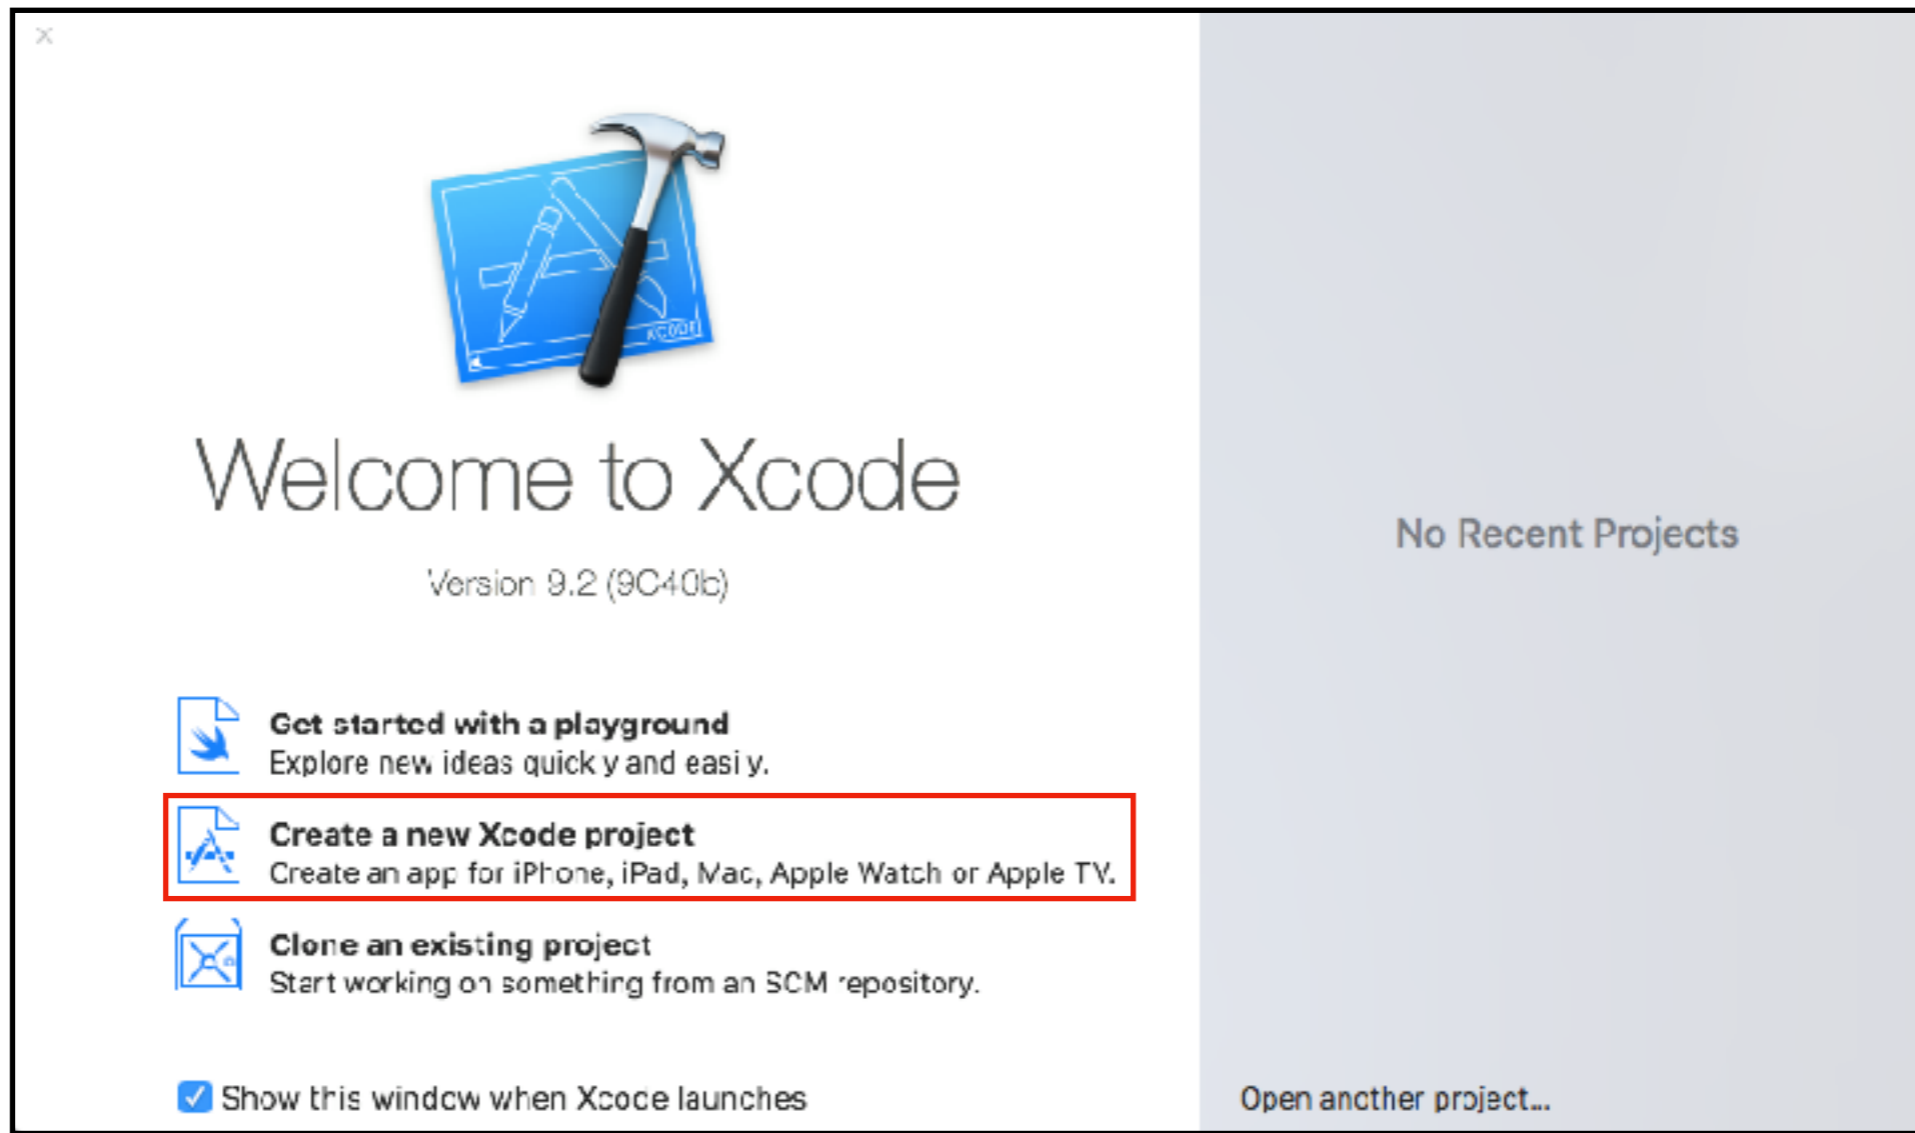 XCODE
Welcome to Xcode
Version 9.2 (9C40b)
Get started with a playground
Explore new ideas quickly and easily.
Create a new Xcode project
Create an app for iPhone, iPad, Mac, Apple Watch or Apple TV.
Clone an existing project
Start working on something from an SCM repository.
Show this window when Xcode launches
No Recent Projects
Open another project...